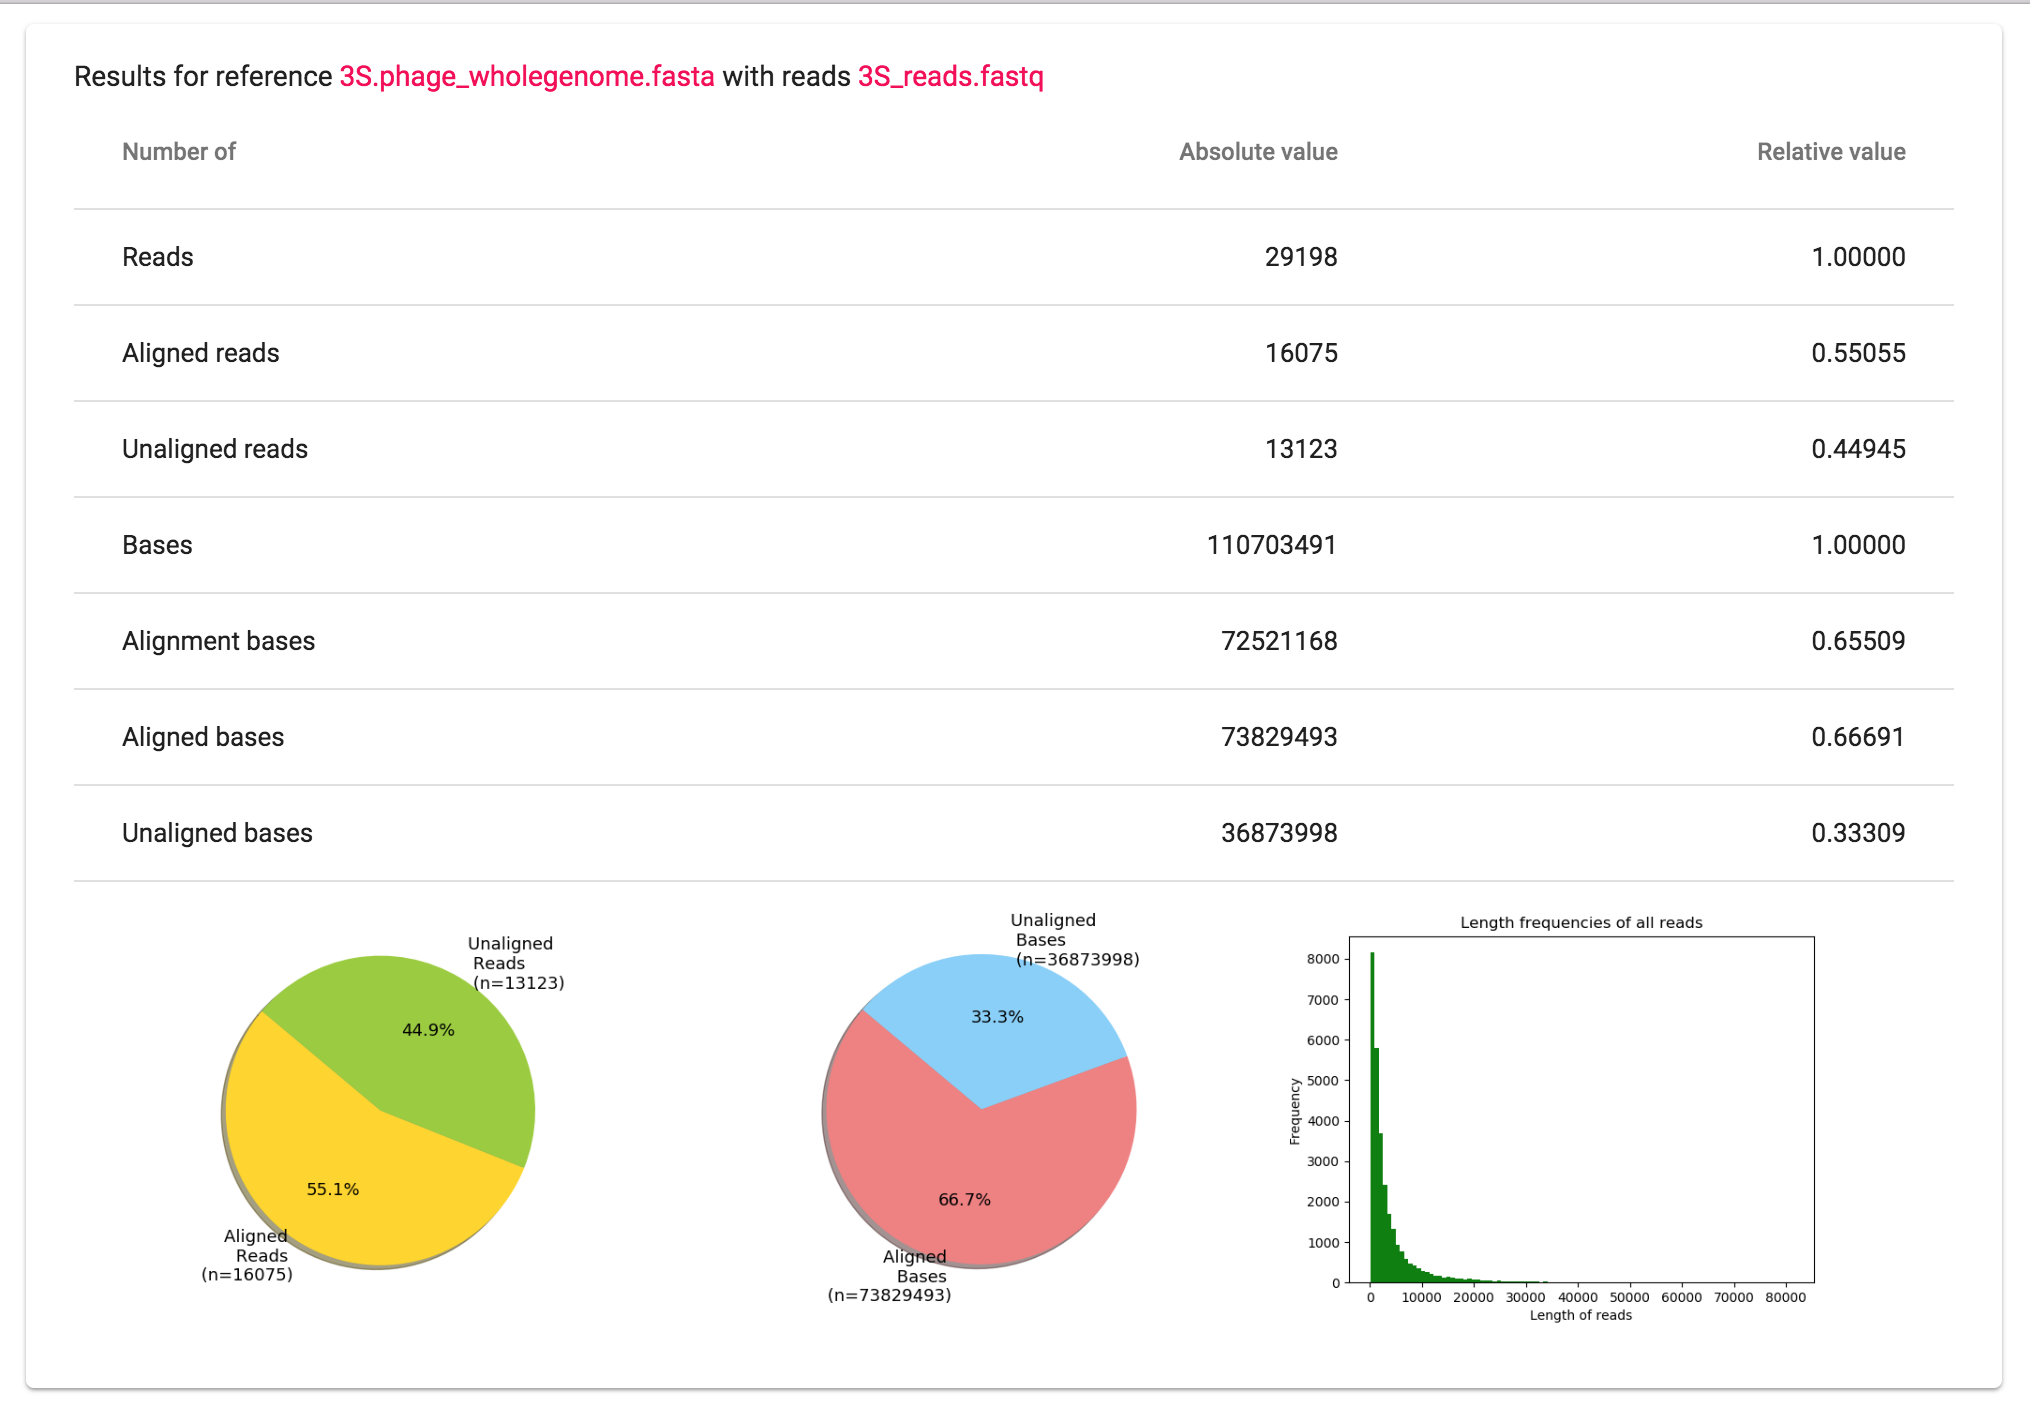 Results for reference 3S.phage_wholegenome.fasta with reads 3S_reads.fastq
Number of Absolute value Relative value
Reads 29198 1.00000
Aligned reads 16075 0.55055
Unaligned reads 13123 0.44945
Bases 110703491 1.00000
Alignment bases 72521168 0.65509
Aligned bases 73829493 0.66691
Unaligned bases 36873998 0.33309
Unaligned
Reads
(n=13123)
44.9%
55.1%
Aligned
Reads
(n=16075)
Unaligned
Bases
(n=36873998)
33.3%
66.7%
Aligned
Bases
(n=73829493)
Length frequencies of all reads
8000
7000
6000
5000
4000
3000
2000
1000
0
Frequency
0 10000 20000 30000 40000 50000 60000 70000 80000
Length of reads